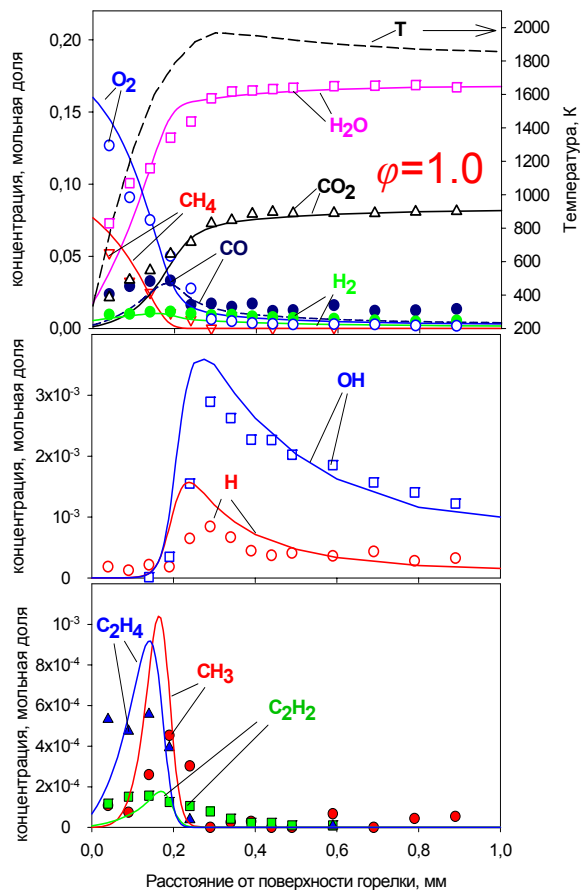 0,20
0,15
0,10
0,05
0,00
концентрация, мольная доля
2000
1800
1600
1400
1200
1000
800
600
400
200
Температура, К
T
O2
H2O
CH4
CO2
φ=1.0
CO
H2
3x10-3
2x10-3
1x10-3
0
концентрация, мольная доля
OH
H
1x10-3
8x10-4
6x10-4
4x10-4
2x10-4
0
концентрация, мольная доля
C2H4
CH3
C2H2
0,0
0,2
0,4
0,6
0,8
1,0
Расстояние от поверхности горелки, мм